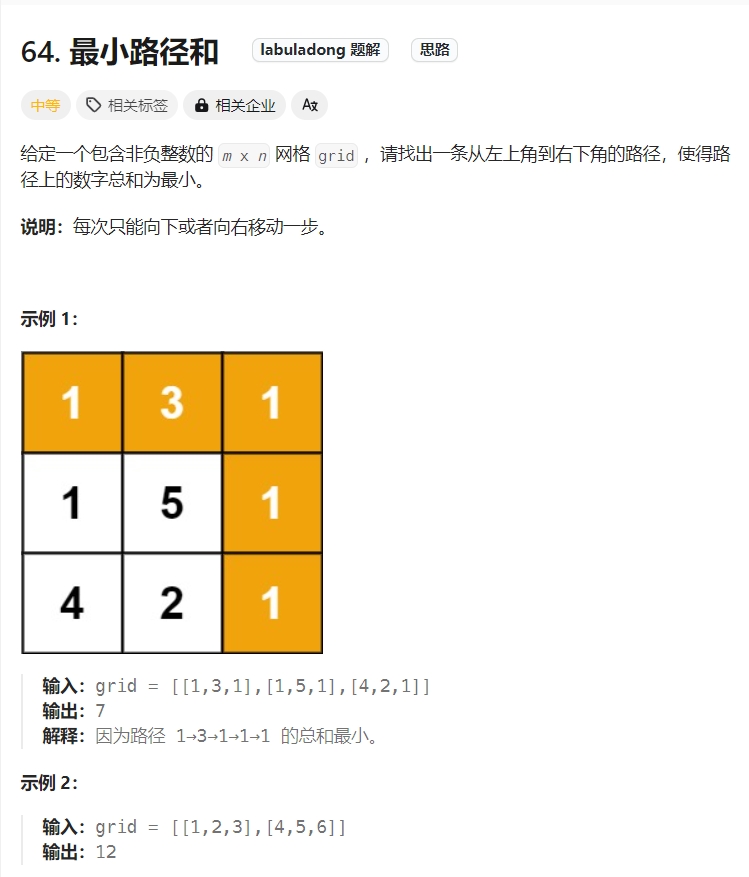 64. 最小路径和 labuladong 题解 思路
中等 相关标签 相关企业 A文
给定一个包含非负整数的 m x n 网格 grid ，请找出一条从左上角到右下角的路径，使得路
径上的数字总和为最小。
说明：每次只能向下或者向右移动一步。
示例 1：
1 3 1
1 5 1
4 2 1
输入：grid = [[1,3,1],[1,5,1],[4,2,1]]
输出：7
解释：因为路径 1→3→1→1→1 的总和最小。
示例 2：
输入：grid = [[1,2,3],[4,5,6]]
输出：12